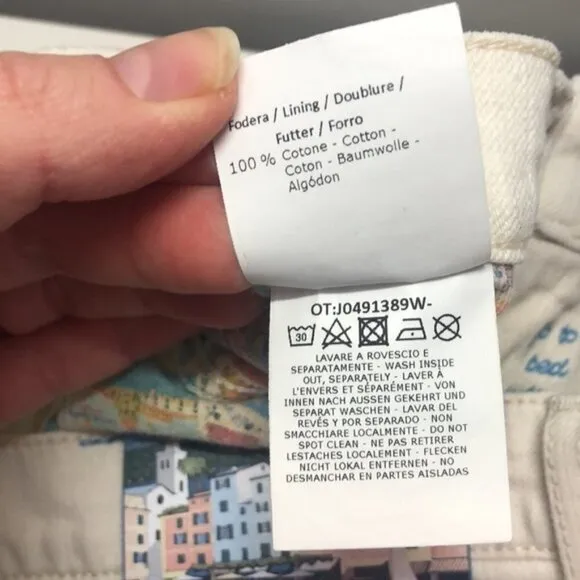 Fodera / Lining / Doublure /
Futter / Forro
100 % Cotone - Cotton -
Coton - Baumwolle -
Algódon
OT:J0491389W-
30
LAVARE A ROVESCIO E
SEPARATAMENTE - WASH INSIDE
OUT, SEPARATELY - LAVER À
L'ENVERS ET SÉPARÉMENT - VON
INNEN NACH AUSSEN GEKEHRT UND
SEPARAT WASCHEN - LAVAR DEL
REVÉS Y POR SEPARADO - NON
SMACCHIARE LOCALMENTE - DO NOT
SPOT CLEAN - NE PAS RETIRER
LESTACHES LOCALEMENT - FLECKEN
NICHT LOKAL ENTFERNEN - NO
DESMANCHAR EN PARTES AISLADAS
to
bed